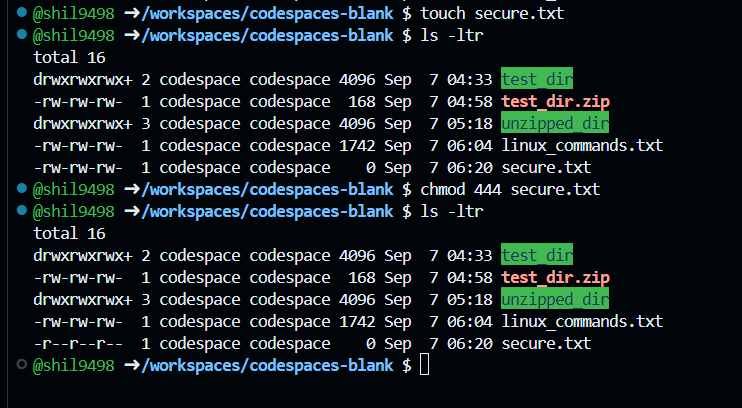 @shil9498 ➜/workspaces/codespaces-blank $ touch secure.txt
@shil9498 ➜/workspaces/codespaces-blank $ ls -ltr
total 16
drwxrwxrwx+ 2 codespace codespace 4096 Sep  7 04:33 test_dir
-rw-rw-rw-  1 codespace codespace  168 Sep  7 04:58 test_dir.zip
drwxrwxrwx+ 3 codespace codespace 4096 Sep  7 05:18 unzipped_dir
-rw-rw-rw-  1 codespace codespace 1742 Sep  7 06:04 linux_commands.txt
-rw-rw-rw-  1 codespace codespace    0 Sep  7 06:20 secure.txt
@shil9498 ➜/workspaces/codespaces-blank $ chmod 444 secure.txt
@shil9498 ➜/workspaces/codespaces-blank $ ls -ltr
total 16
drwxrwxrwx+ 2 codespace codespace 4096 Sep  7 04:33 test_dir
-rw-rw-rw-  1 codespace codespace  168 Sep  7 04:58 test_dir.zip
drwxrwxrwx+ 3 codespace codespace 4096 Sep  7 05:18 unzipped_dir
-rw-rw-rw-  1 codespace codespace 1742 Sep  7 06:04 linux_commands.txt
-r--r--r--  1 codespace codespace    0 Sep  7 06:20 secure.txt
@shil9498 ➜/workspaces/codespaces-blank $